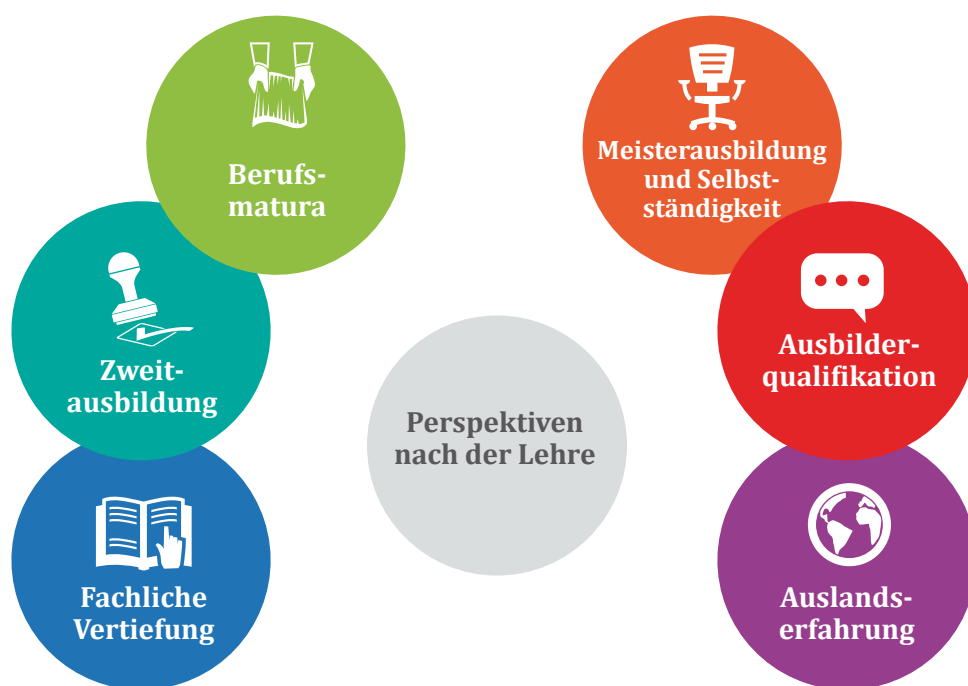 Berufs-
matura
Meisterausbildung
und Selbst-
ständigkeit
Zweit-
ausbildung
Ausbilder-
qualifikation
Perspektiven
nach der Lehre
Fachliche
Vertiefung
Auslands-
erfahrung